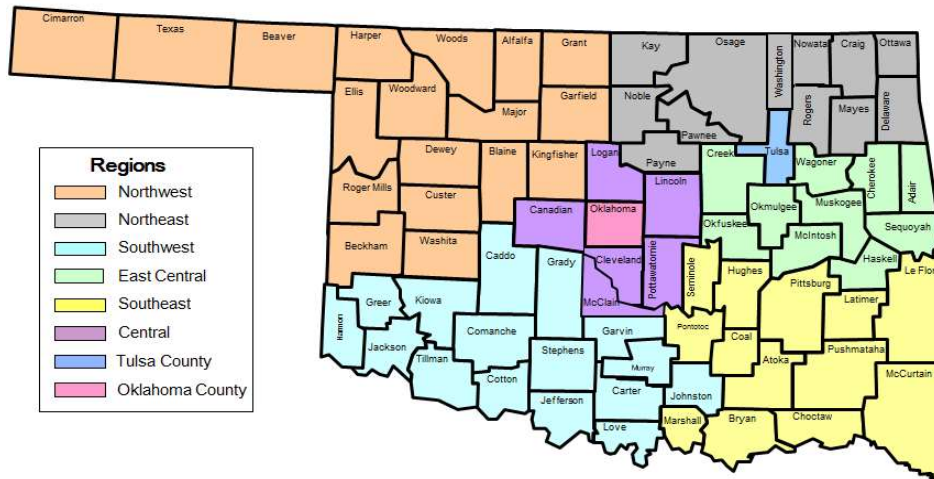 Cimarron
Texas
Beaver
Harper
Woods
Alfalfa
Grant
Kay
Osage
Washington
Nowata
Craig
Ottawa
Ellis
Woodward
Major
Garfield
Noble
Pawnee
Rogers
Mayes
Delaware
Dewey
Blaine
Kingfisher
Logan
Payne
Creek
Tulsa
Wagoner
Cherokee
Adair
Roger Mills
Custer
Canadian
Oklahoma
Lincoln
Okmulgee
Muskogee
Okfuskee
Sequoyah
Beckham
Washita
Caddo
Grady
Cleveland
Pottawatomie
Seminole
Hughes
McIntosh
Haskell
Pittsburg
Le Flor
Latimer
Greer
Kiowa
McClain
Harmon
Jackson
Tillman
Comanche
Stephens
Garvin
Pontotoc
Coal
Atoka
Pushmataha
McCurtain
Murray
Cotton
Jefferson
Carter
Johnston
Love
Marshall
Bryan
Choctaw
Regions
Northwest
Northeast
Southwest
East Central
Southeast
Central
Tulsa County
Oklahoma County